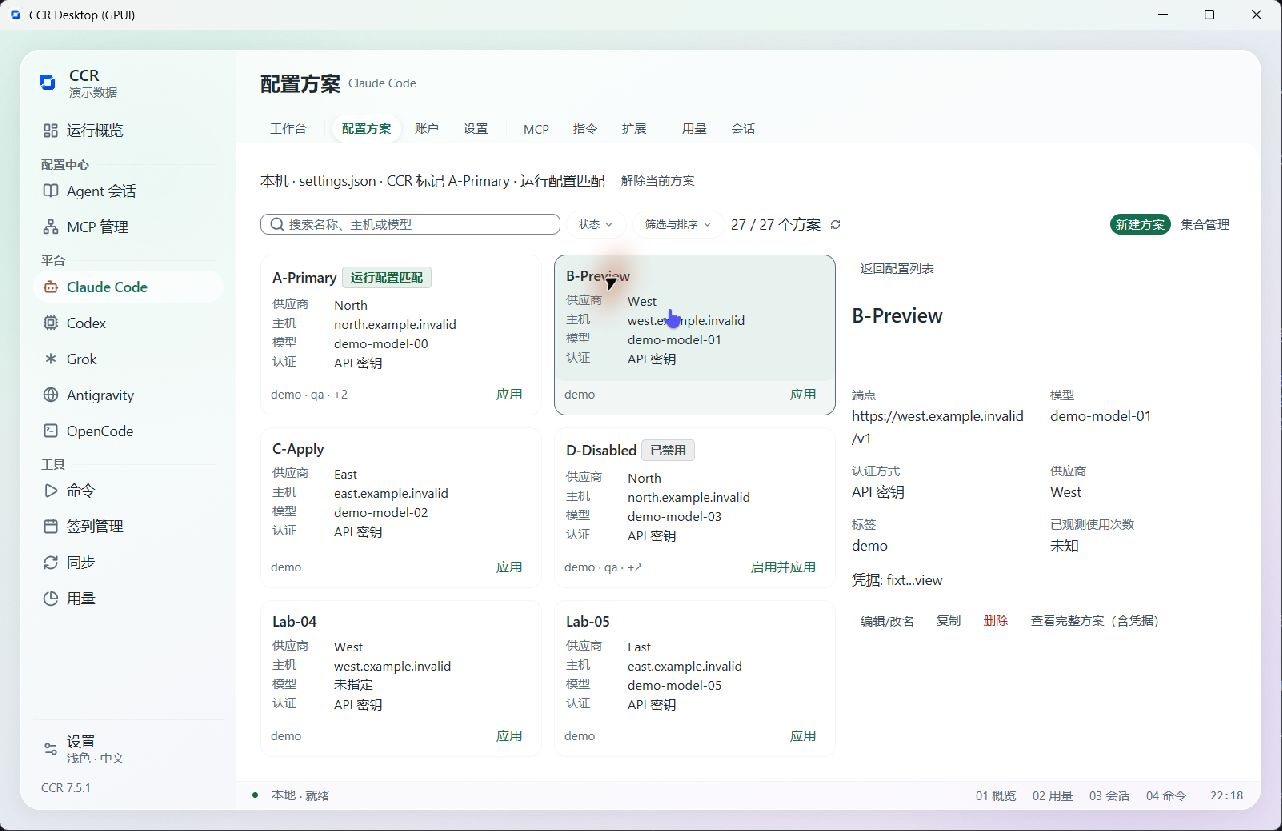 CCR Desktop (GPUI)
CCR
演示数据
运行概览
配置中心
Agent 会话
MCP 管理
平台
Claude Code
Codex
Grok
Antigravity
OpenCode
工具
命令
签到管理
同步
用量
设置
浅色 · 中文
CCR 7.5.1
配置方案 Claude Code
工作台 配置方案 账户 设置 MCP 指令 扩展 用量 会话
本机 · settings.json · CCR 标记 A-Primary · 运行配置匹配 解除当前方案
搜索名称、主机或模型 状态 筛选与排序 27 / 27 个方案 新建方案 集合管理
A-Primary 运行配置匹配
供应商 North
主机 north.example.invalid
模型 demo-model-00
认证 API 密钥
demo · qa · +2 应用
B-Preview
供应商 West
主机 west.example.invalid
模型 demo-model-01
认证 API 密钥
demo 应用
C-Apply
供应商 East
主机 east.example.invalid
模型 demo-model-02
认证 API 密钥
demo 应用
D-Disabled 已禁用
供应商 North
主机 north.example.invalid
模型 demo-model-03
认证 API 密钥
demo · qa · +2 启用并应用
Lab-04
供应商 West
主机 west.example.invalid
模型 未指定
认证 API 密钥
demo 应用
Lab-05
供应商 East
主机 east.example.invalid
模型 demo-model-05
认证 API 密钥
demo 应用
返回配置列表
B-Preview
端点 模型
https://west.example.invalid demo-model-01
/v1
认证方式 供应商
API 密钥 West
标签 已观测使用次数
demo 未知
凭据: fixt...view
编辑/改名 复制 删除 查看完整方案（含凭据）
本地 · 就绪 01 概览 02 用量 03 会话 04 命令 22:18